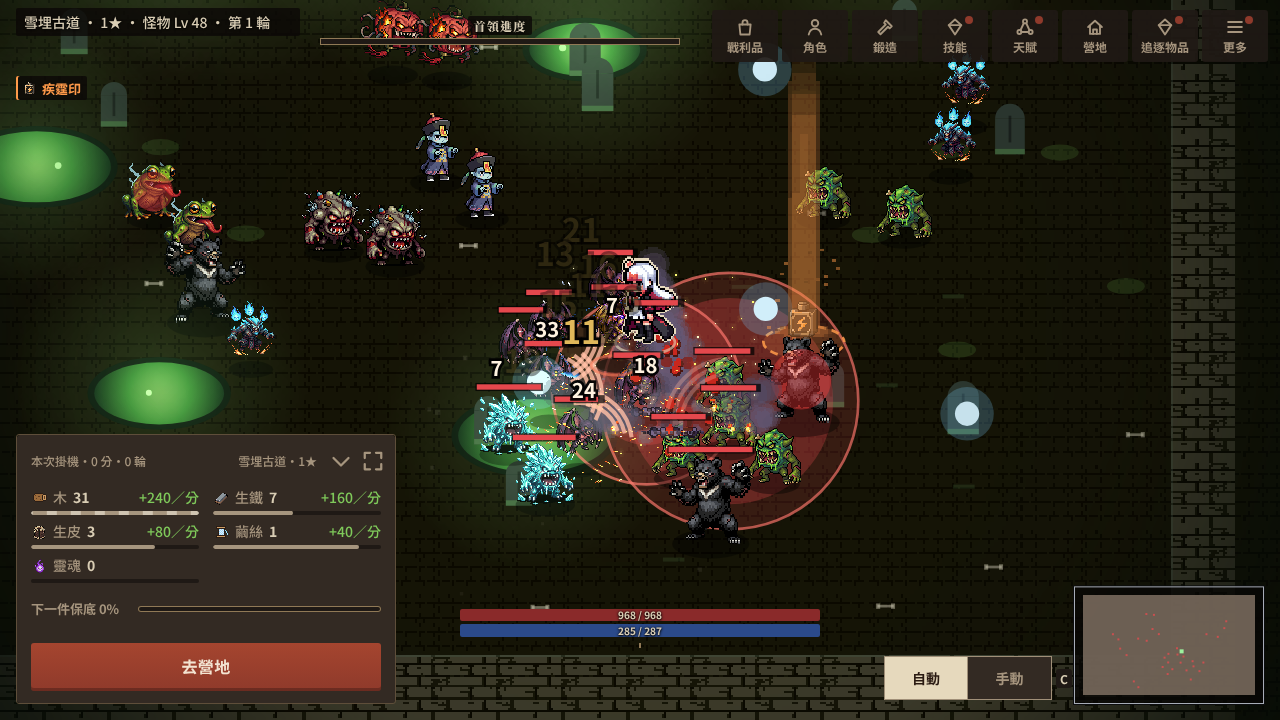 雪埋古道 · 1★ · 怪物 Lv 48 · 第 1 輪
首領進度
戰利品
角色
鍛造
技能
天賦
營地
追逐物品
更多
疾霆印
21
13
7
33
11
18
7
24
本次掛機 · 0 分 · 0 輪
雪埋古道 · 1★
木 31 +240／分
生鐵 7 +160／分
生皮 3 +80／分
繭絲 1 +40／分
靈魂 0
下一件保底 0%
去營地
968 / 968
285 / 287
自動
手動
C